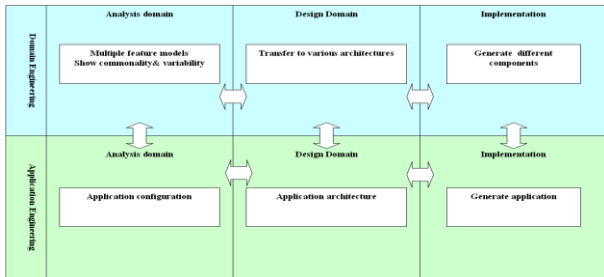 Analysis domain
Design Domain
Implementation
Domain Engineering
Multiple feature models
Show commonality& variability
Transfer to various architectures
Generate different
components
Analysis domain
Design Domain
Implementation
Application Engineering
Application configuration
Application architecture
Generate application